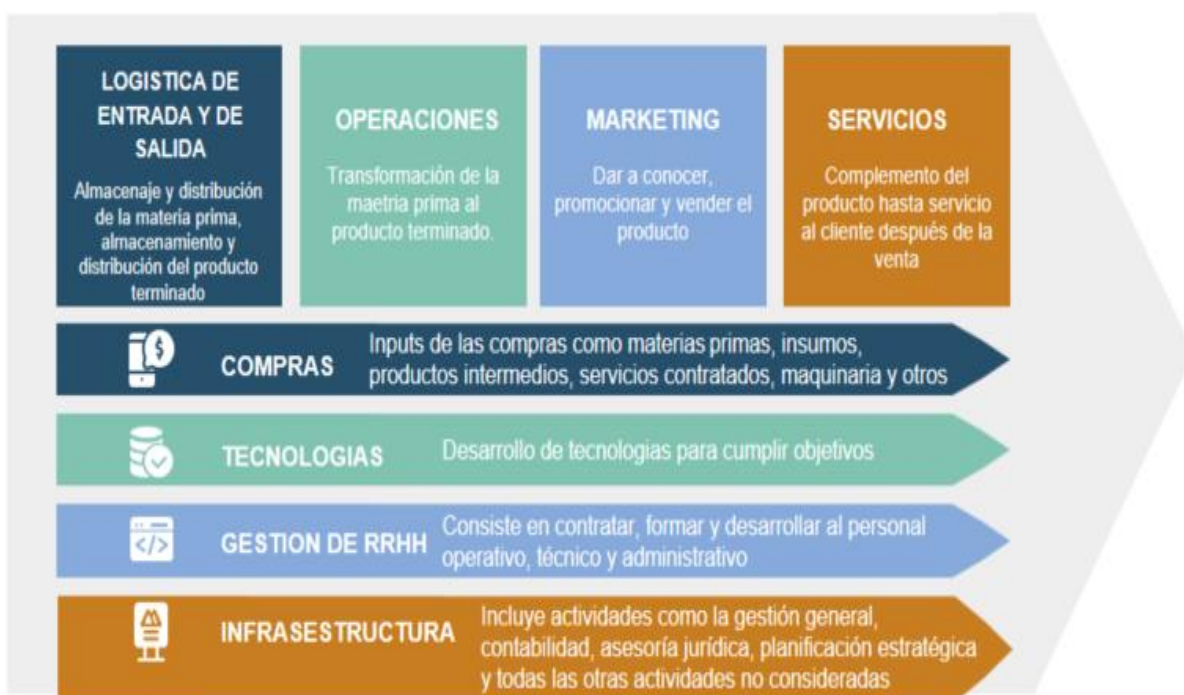 LOGISTICA DE
ENTRADA Y DE
SALIDA
Almacenaje y distribución
de la materia prima,
almacenamiento y
distribución del producto
terminado
OPERACIONES
Transformación de la
maetria prima al
producto terminado.
MARKETING
Dar a conocer,
promocionar y vender el
producto
SERVICIOS
Complemento del
producto hasta servicio
al cliente después de la
venta
COMPRAS
Inputs de las compras como materias primas, insumos,
productos intermedios, servicios contratados, maquinaria y otros
TECNOLOGIAS
Desarrollo de tecnologias para cumplir objetivos
GESTION DE RRHH
Consiste en contratar, formar y desarrollar al personal
operativo, técnico y administrativo
INFRASESTRUCTURA
Incluye actividades como la gestión general,
contabilidad, asesoría jurídica, planificación estratégica
y todas las otras actividades no consideradas